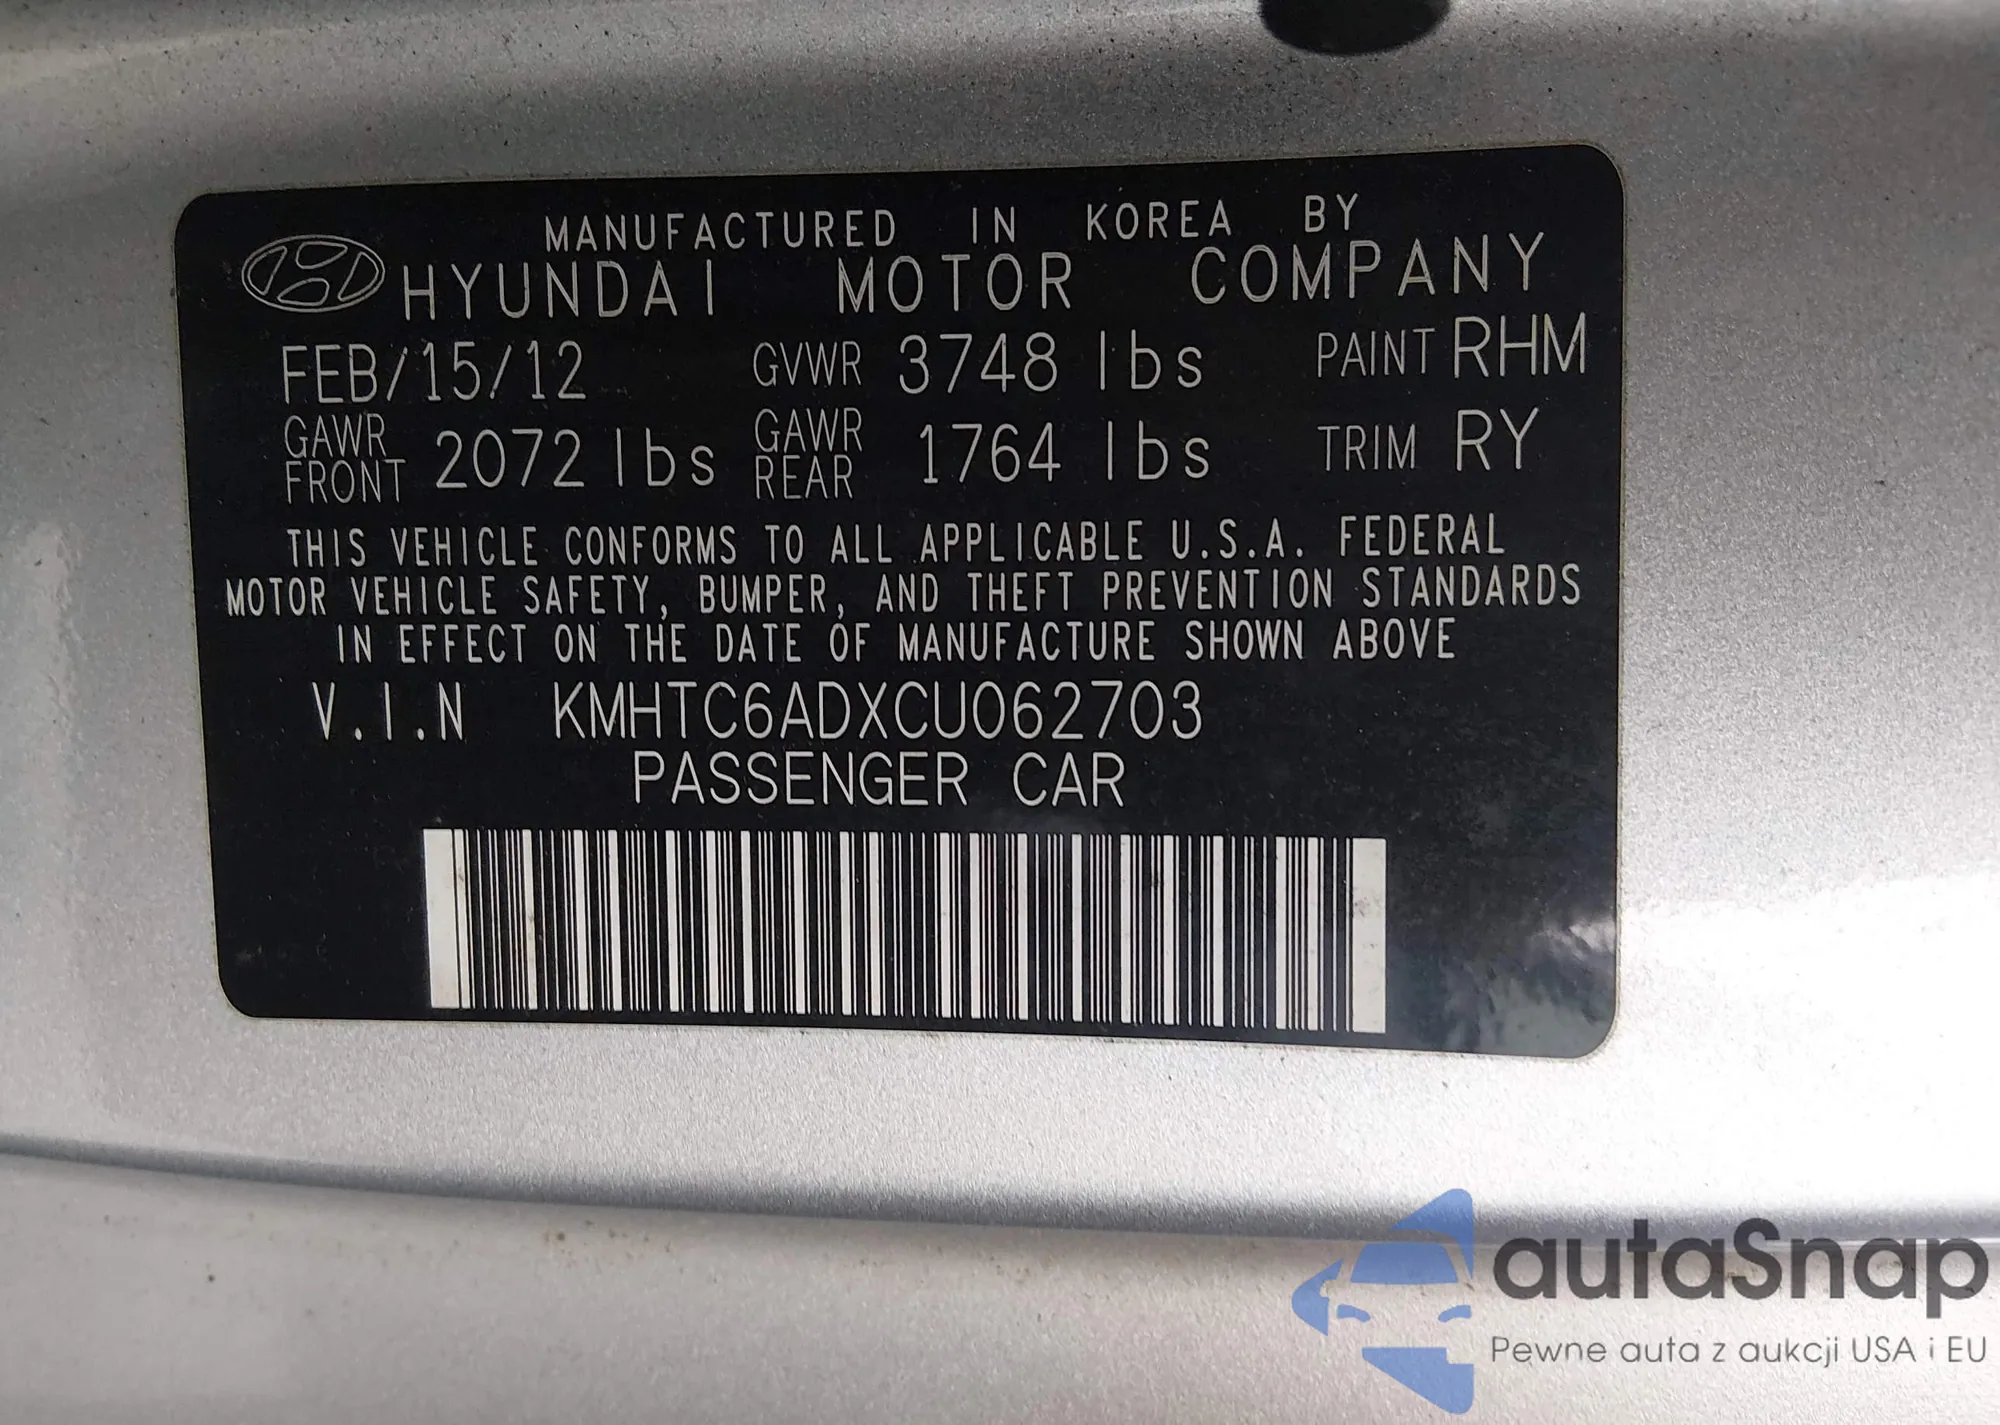 MANUFACTURED IN KOREA BY
HYUNDAI MOTOR COMPANY
FEB/15/12 GVWR 3748 lbs PAINT RHM
GAWR FRONT 2072 lbs GAWR REAR 1764 lbs TRIM RY
THIS VEHICLE CONFORMS TO ALL APPLICABLE U.S.A. FEDERAL
MOTOR VEHICLE SAFETY, BUMPER, AND THEFT PREVENTION STANDARDS
IN EFFECT ON THE DATE OF MANUFACTURE SHOWN ABOVE
V.I.N KMHTC6ADXCU062703
PASSENGER CAR
autaSnap
Pewne auta z aukcji USA i EU